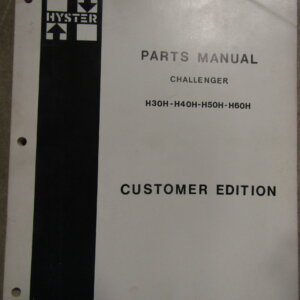 HYSTER
PARTS MANUAL
CHALLENGER
H30H-H40H-H50H-H60H
CUSTOMER EDITION